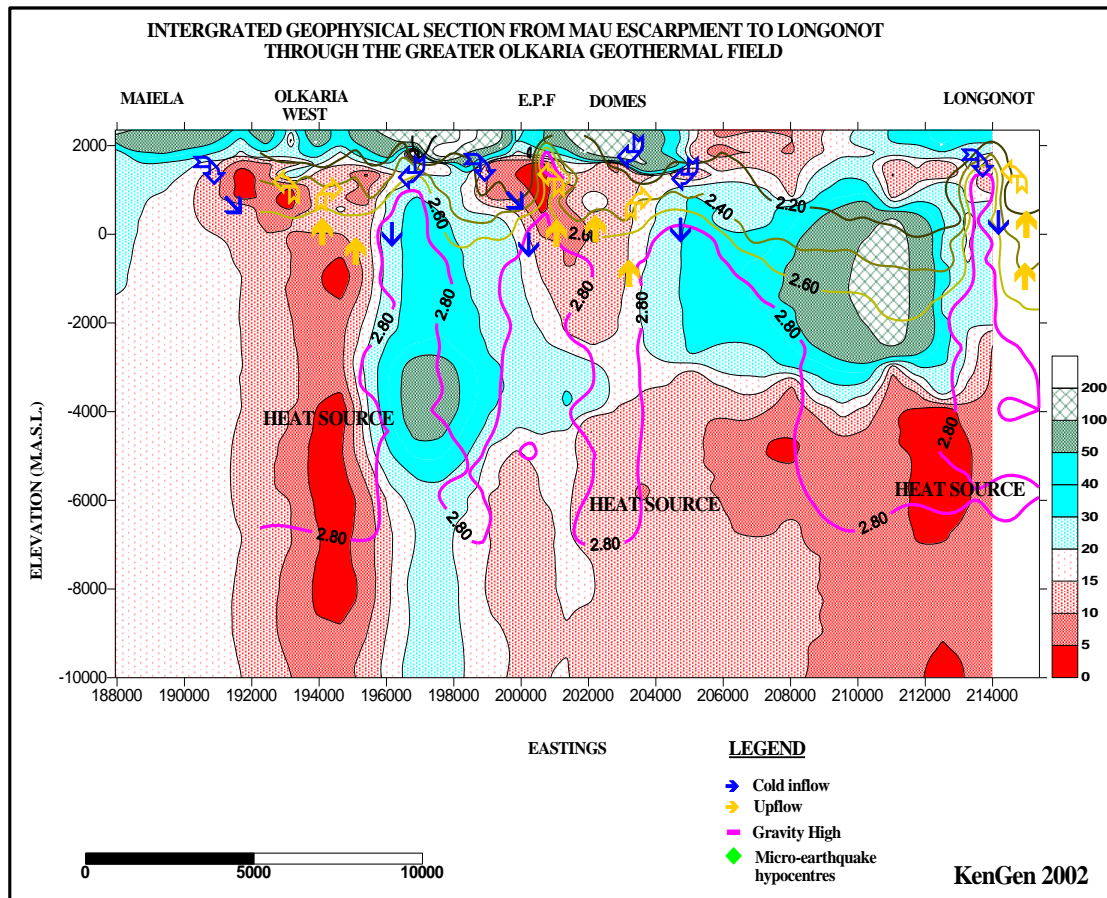 INTERGRATED GEOPHYSICAL SECTION FROM MAU ESCARPMENT TO LONGONOT
THROUGH THE GREATER OLKARIA GEOTHERMAL FIELD
MAIELA
OLKARIA
WEST
E.P.F
DOMES
LONGONOT
2000
0
-2000
-4000
-6000
-8000
-10000
ELEVATION (M.A.S.L.)
2.60
2.40
2.20
2.60
2.80
2.80
2.80
2.80
2.80
2.80
2.80
2.80
2.80
2.80
2.80
HEAT SOURCE
HEAT SOURCE
HEAT SOURCE
200
100
50
40
30
20
15
10
5
0
188000
190000
192000
194000
196000
198000
200000
202000
204000
206000
208000
210000
212000
214000
EASTINGS
LEGEND
Cold inflow
Upflow
Gravity High
Micro-earthquake
hypocentres
0
5000
10000
KenGen 2002